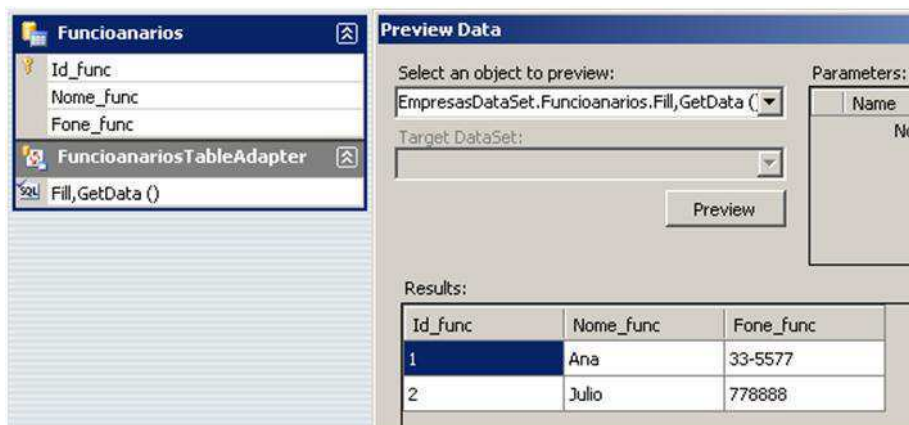 Funcioanarios
Id_func
Nome_func
Fone_func
FuncioanariosTableAdapter
SQL Fill,GetData ()
Preview Data
Select an object to preview:
Parameters:
EmpresasDataSet.Funcioanarios.Fill,GetData (
Name
Target DataSet:
Preview
Results:
Id_func Nome_func Fone_func
1 Ana 33-5577
2 Julio 778888